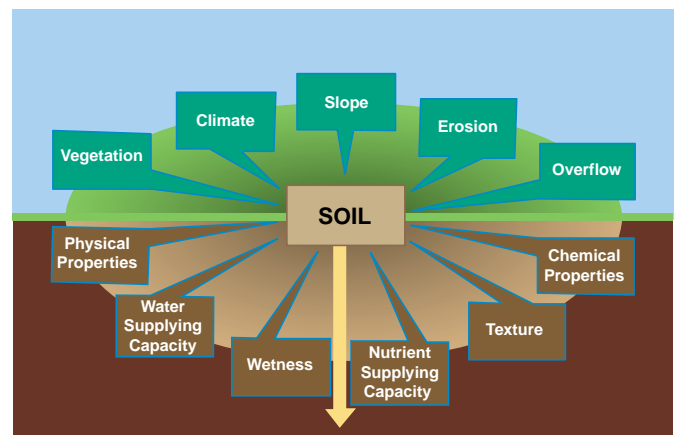 Slope
Climate
Erosion
Vegetation
Overflow
SOIL
Physical
Properties
Chemical
Properties
Water
Supplying
Capacity
Texture
Wetness
Nutrient
Supplying
Capacity